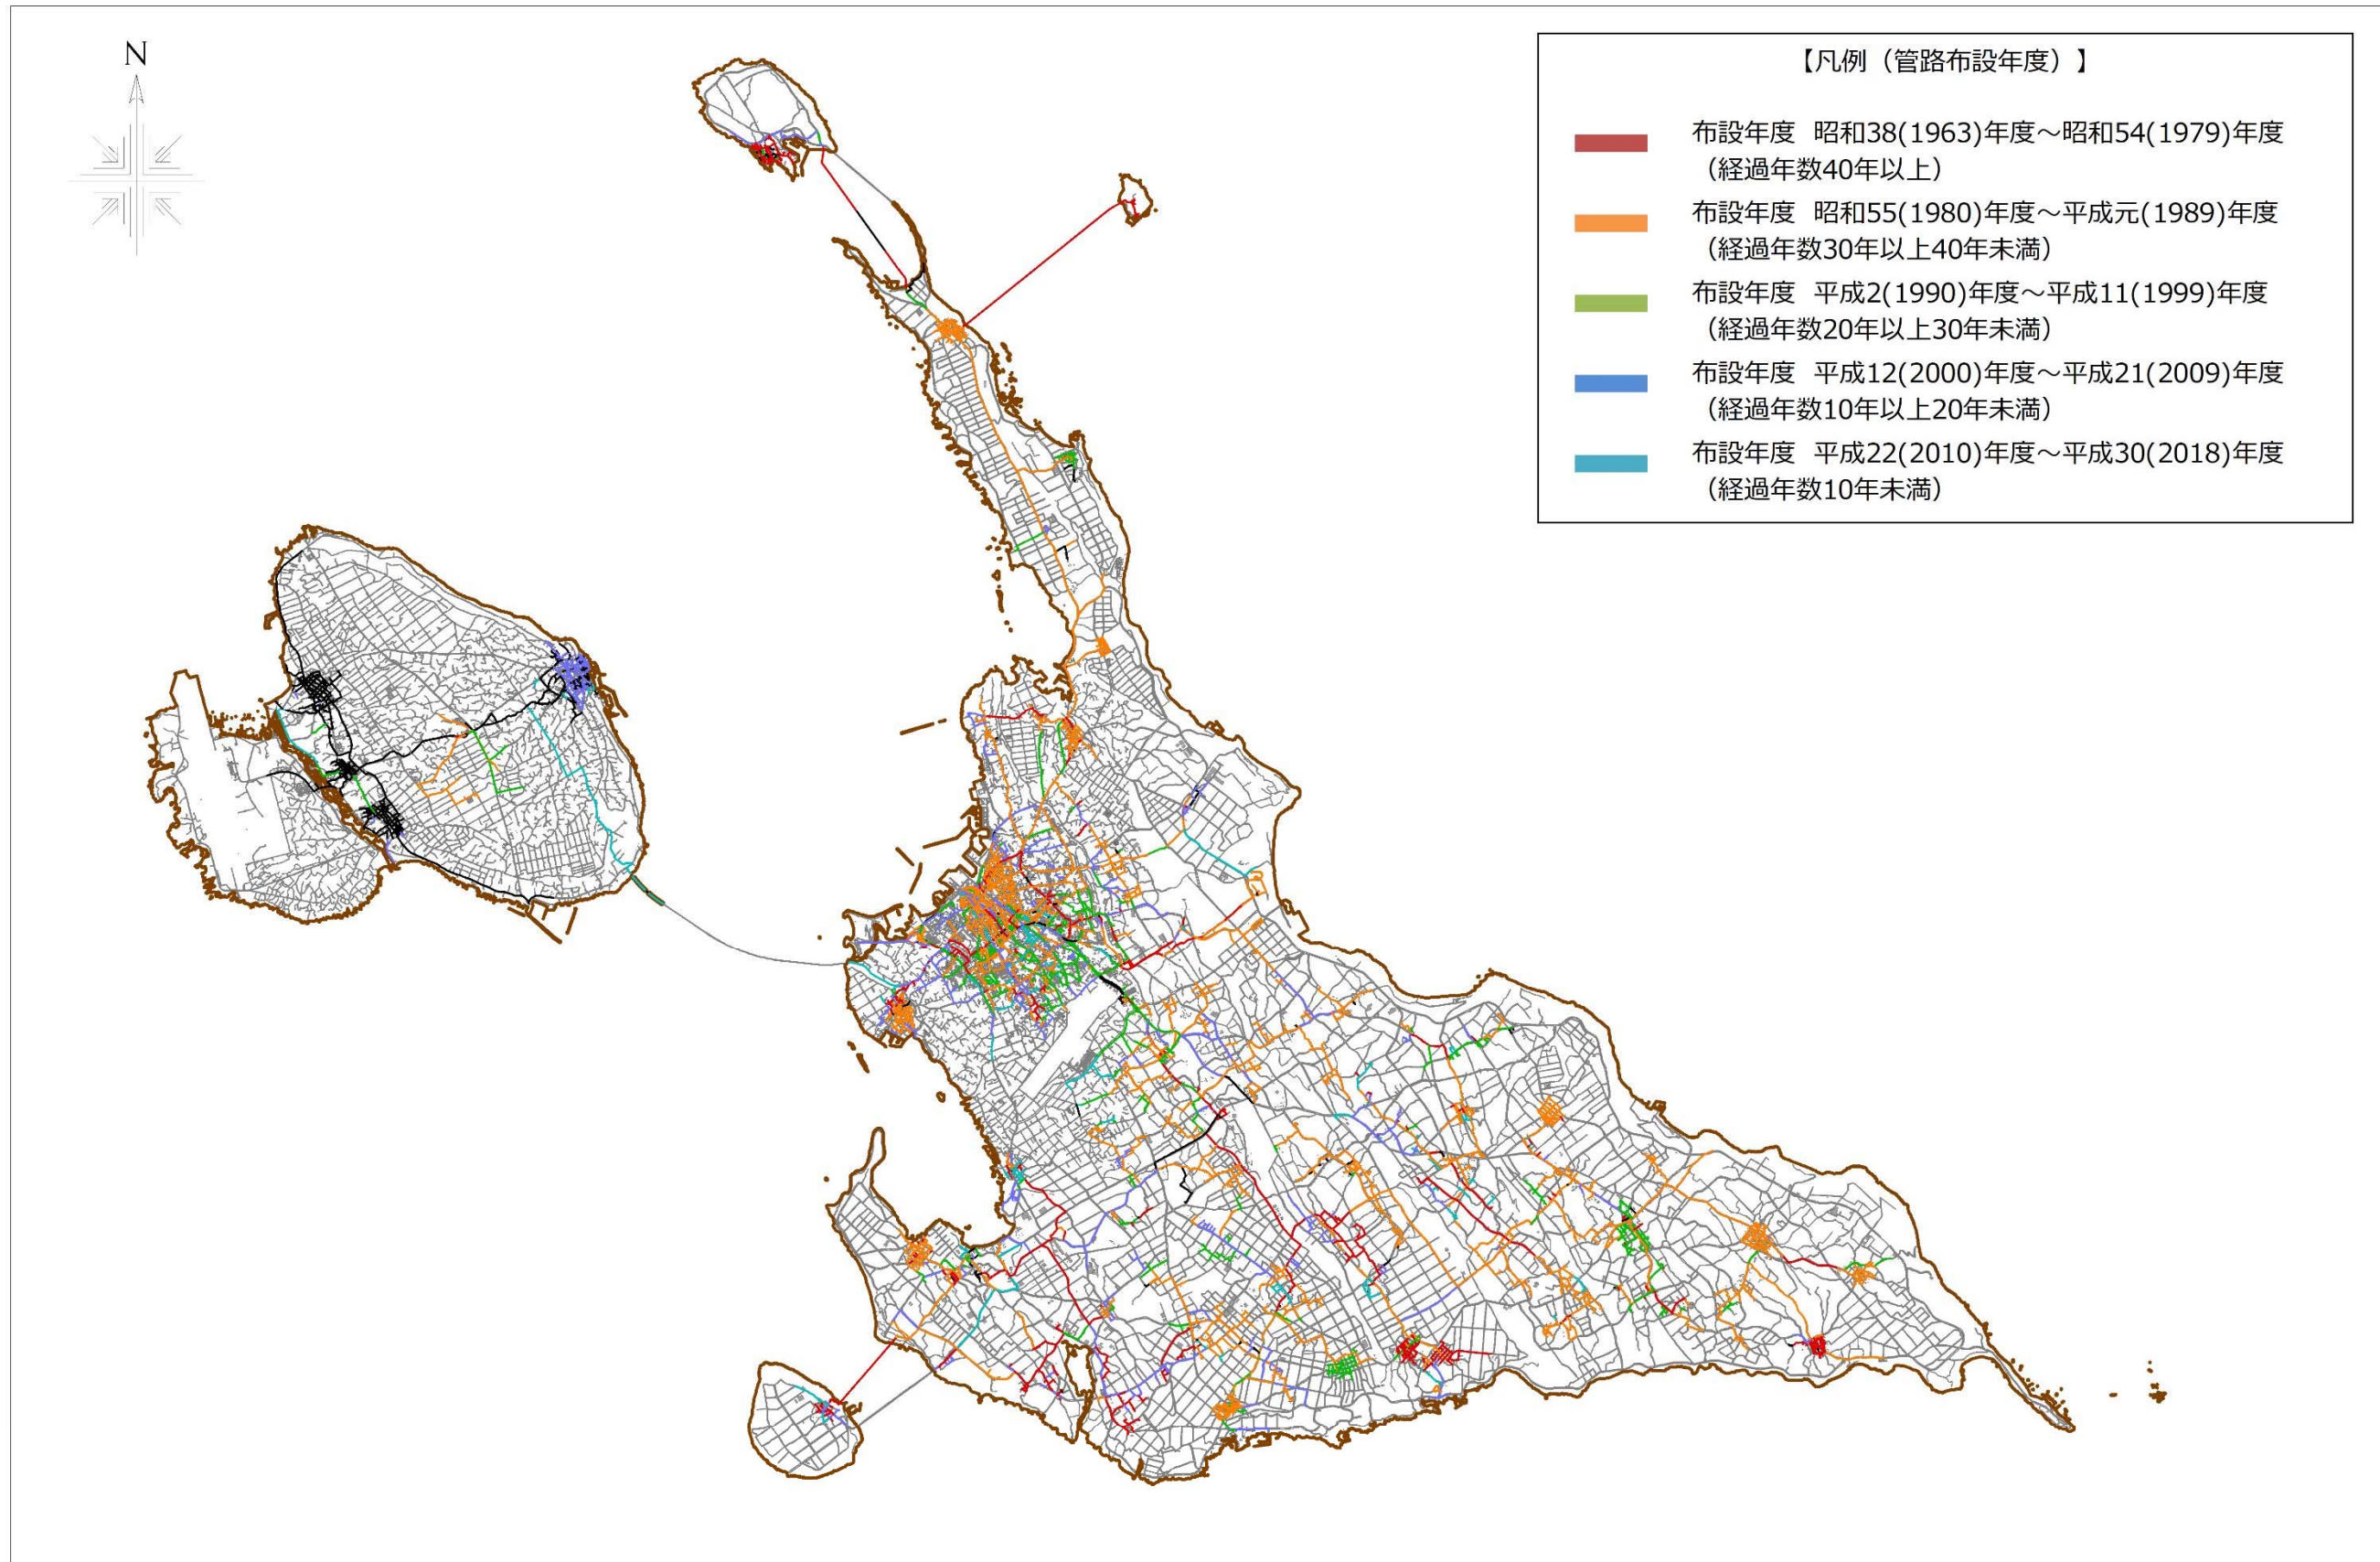 N
【凡例（管路布設年度）】
布設年度 昭和38(1963)年度～昭和54(1979)年度
（経過年数40年以上）
布設年度 昭和55(1980)年度～平成元(1989)年度
（経過年数30年以上40年未満）
布設年度 平成2(1990)年度～平成11(1999)年度
（経過年数20年以上30年未満）
布設年度 平成12(2000)年度～平成21(2009)年度
（経過年数10年以上20年未満）
布設年度 平成22(2010)年度～平成30(2018)年度
（経過年数10年未満）